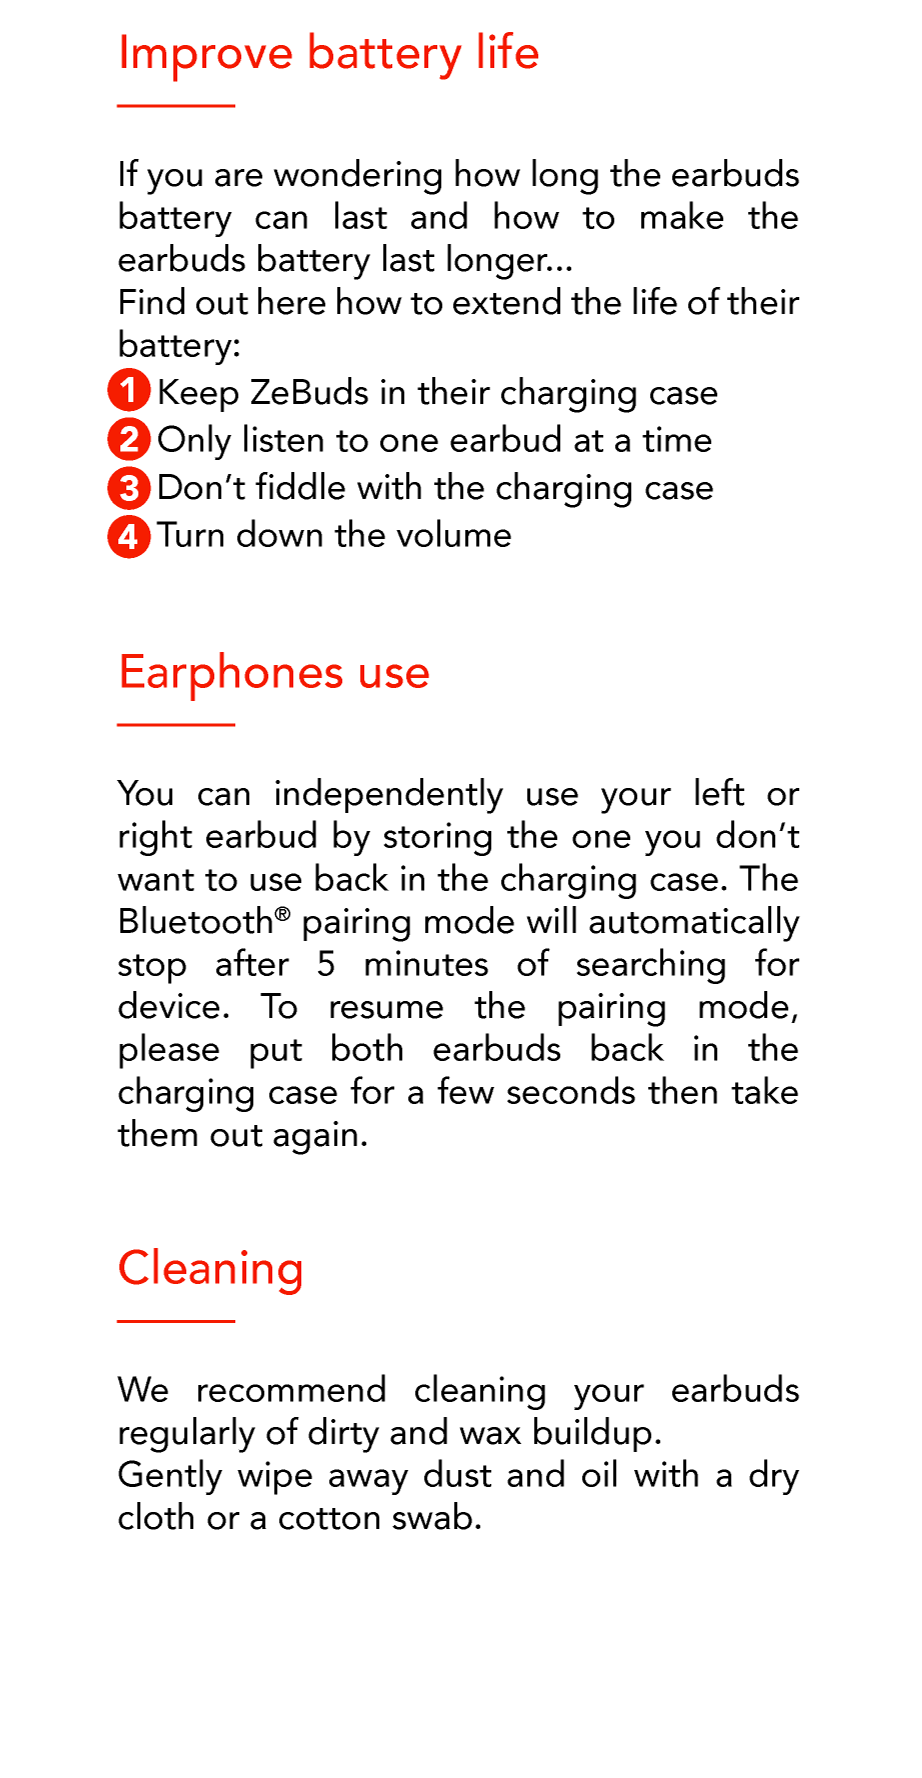 Improve battery life
If you are wondering how long the earbuds
battery can last and how to make the
earbuds battery last longer...
Find out here how to extend the life of their
battery:
1 Keep ZeBuds in their charging case
2 Only listen to one earbud at a time
3 Don’t fiddle with the charging case
4 Turn down the volume
Earphones use
You can independently use your left or
right earbud by storing the one you don’t
want to use back in the charging case. The
Bluetooth® pairing mode will automatically
stop after 5 minutes of searching for
device. To resume the pairing mode,
please put both earbuds back in the
charging case for a few seconds then take
them out again.
Cleaning
We recommend cleaning your earbuds
regularly of dirty and wax buildup.
Gently wipe away dust and oil with a dry
cloth or a cotton swab.